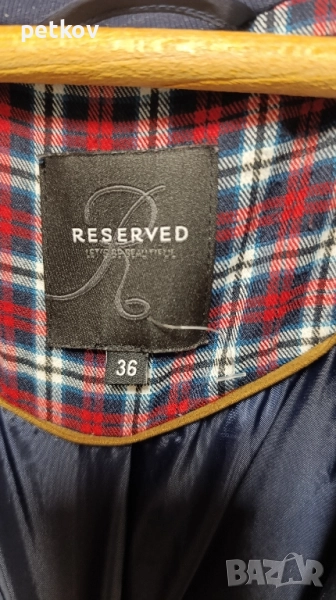 petkov
RESERVED
LET'S BE BEAUTIFUL
36
BAZAR